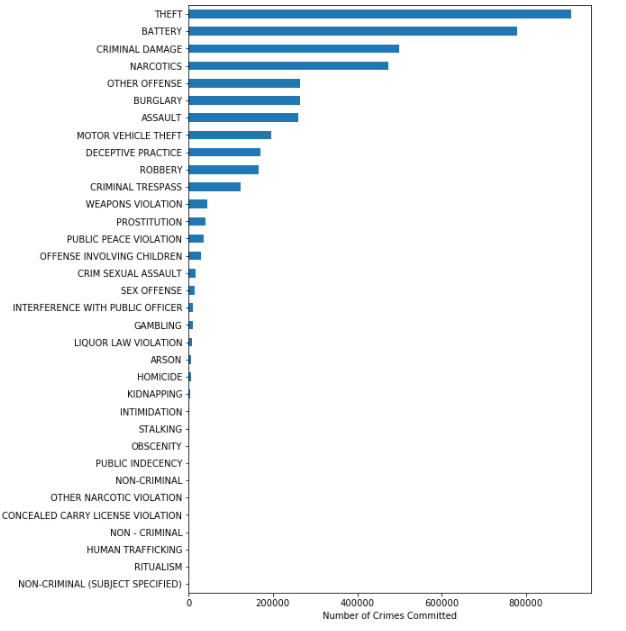 THEFT
BATTERY
CRIMINAL DAMAGE
NARCOTICS
OTHER OFFENSE
BURGLARY
ASSAULT
MOTOR VEHICLE THEFT
DECEPTIVE PRACTICE
ROBBERY
CRIMINAL TRESPASS
WEAPONS VIOLATION
PROSTITUTION
PUBLIC PEACE VIOLATION
OFFENSE INVOLVING CHILDREN
CRIM SEXUAL ASSAULT
SEX OFFENSE
INTERFERENCE WITH PUBLIC OFFICER
GAMBLING
LIQUOR LAW VIOLATION
ARSON
HOMICIDE
KIDNAPPING
INTIMIDATION
STALKING
OBSCENITY
PUBLIC INDECENCY
NON-CRIMINAL
OTHER NARCOTIC VIOLATION
CONCEALED CARRY LICENSE VIOLATION
NON - CRIMINAL
HUMAN TRAFFICKING
RITUALISM
NON-CRIMINAL (SUBJECT SPECIFIED)
0 200000 400000 600000 800000
Number of Crimes Committed